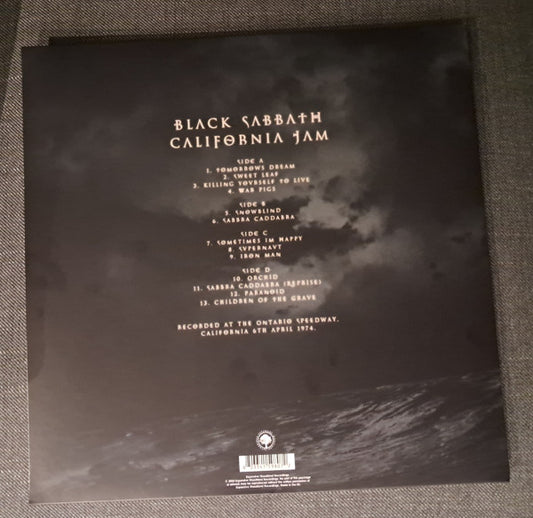 BLACK SABBATH
CALIFORNIA JAM
SIDE A
1. TOMORROWS DREAM
2. SWEET LEAF
3. KILLING YOURSELF TO LIVE
4. WAR PIGS
SIDE B
5. SNOWBLIND
6. SABBRA CADDABRA
SIDE C
7. SOMETIMES IM HAPPY
8. SUPERNAUT
9. IRON MAN
SIDE D
10. ORCHID
11. SABBRA CADDABRA (REPRISE)
12. PARANOID
13. CHILDREN OF THE GRAVE
RECORDED AT THE ONTARIO SPEEDWAY,
CALIFORNIA 6TH APRIL 1974.